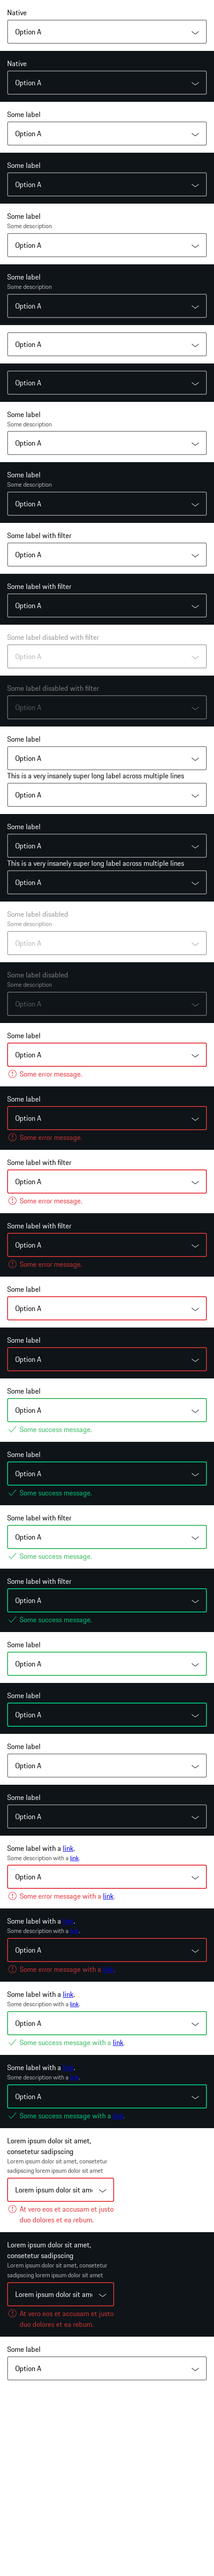 Native
Option A
Native
Option A
Some label
Option A
Some label
Option A
Some label
Some description
Option A
Some label
Some description
Option A
Option A
Option A
Some label
Some description
Option A
Some label
Some description
Option A
Some label with filter
Option A
Some label with filter
Option A
Some label disabled with filter
Option A
Some label disabled with filter
Option A
Some label
Option A
This is a very insanely super long label across multiple lines
Option A
Some label
Option A
This is a very insanely super long label across multiple lines
Option A
Some label disabled
Some description
Option A
Some label disabled
Some description
Option A
Some label
Option A
Some error message.
Some label
Option A
Some error message.
Some label with filter
Option A
Some error message.
Some label with filter
Option A
Some error message.
Some label
Option A
Some label
Option A
Some label
Option A
Some success message.
Some label
Option A
Some success message.
Some label with filter
Option A
Some success message.
Some label with filter
Option A
Some success message.
Some label
Option A
Some label
Option A
Some label
Option A
Some label
Option A
Some label with a link.
Some description with a link.
Option A
Some error message with a link.
Some label with a link.
Some description with a link.
Option A
Some error message with a link.
Some label with a link.
Some description with a link.
Option A
Some success message with a link.
Some label with a link.
Some description with a link.
Option A
Some success message with a link.
Lorem ipsum dolor sit amet,
consetetur sadipscing
Lorem ipsum dolor sit amet, consetetur
sadipscing lorem ipsum dolor sit amet
Lorem ipsum dolor sit ame
At vero eos et accusam et justo
duo dolores et ea rebum.
Lorem ipsum dolor sit amet,
consetetur sadipscing
Lorem ipsum dolor sit amet, consetetur
sadipscing lorem ipsum dolor sit amet
Lorem ipsum dolor sit ame
At vero eos et accusam et justo
duo dolores et ea rebum.
Some label
Option A